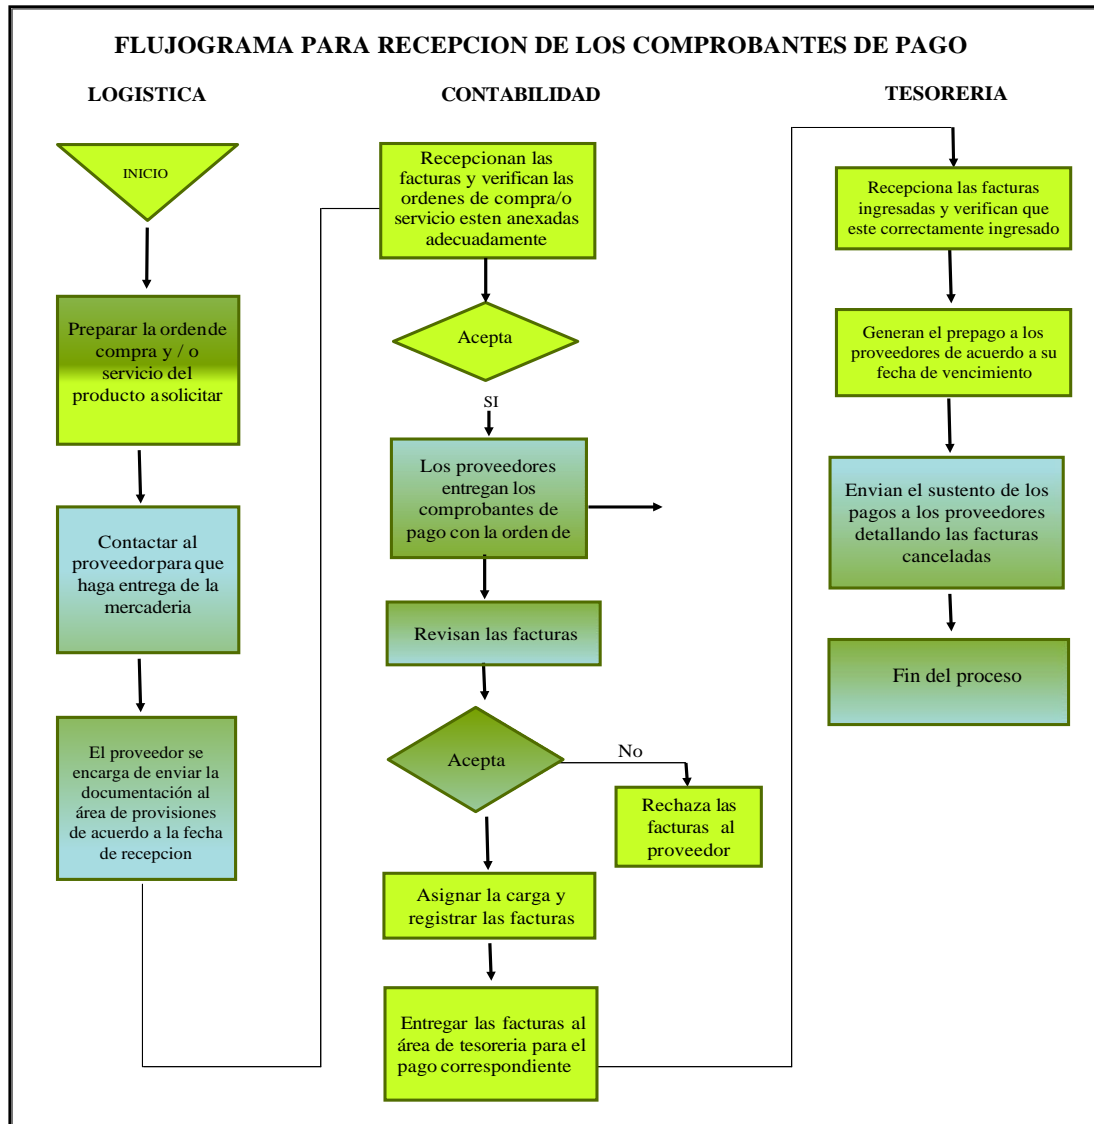 FLUJOGRAMA PARA RECEPCION DE LOS COMPROBANTES DE PAGO
LOGISTICA
INICIO
Preparar la orden de
compra y / o
servicio del
producto a solicitar
Contactar al
proveedor para que
haga entrega de la
mercaderia
El proveedor se
encarga de enviar la
documentación al
área de provisiones
de acuerdo a la fecha
de recepcion
CONTABILIDAD
Recepcionan las
facturas y verifican las
ordenes de compra/o
servicio esten anexadas
adecuadamente
Acepta
SI
Los proveedores
entregan los
comprobantes de
pago con la orden de
Revisan las facturas
Acepta
No
Rechaza las
facturas al
proveedor
Asignar la carga y
registrar las facturas
Entregar las facturas al
área de tesoreria para el
pago correspondiente
TESORERIA
Recepciona las facturas
ingresadas y verifican que
este correctamente ingresado
Generan el prepago a los
proveedores de acuerdo a su
fecha de vencimiento
Envian el sustento de los
pagos a los proveedores
detallando las facturas
canceladas
Fin del proceso